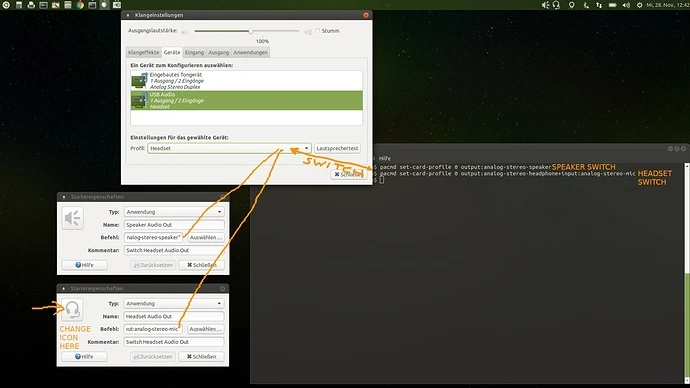 Mi, 28. Nov., 12:42
Klangeinstellungen
Ausgangslautstärke:
Stumm
100%
Klangeffekte Geräte Eingang Ausgang Anwendungen
Ein Gerät zum Konfigurieren auswählen:
Eingebautes Tongerät
1 Ausgang / 2 Eingänge
Analog Stereo Duplex
USB Audio
1 Ausgang / 2 Eingänge
Headset
Einstellungen für das gewählte Gerät:
Profil: Headset Lautsprechertest
SWITCH
Hilfe
$ pacmd set-card-profile 0 output:analog-stereo-speaker SPEAKER SWITCH
$ pacmd set-card-profile 0 output:analog-stereo-headphone+input:analog-stereo-mic HEADSET
SWITCH
$
Startereigenschaften
Typ: Anwendung
Name: Speaker Audio Out
Befehl: nalog-stereo-speaker" Auswählen...
Kommentar: Switch Headset Audio Out
Hilfe Zurücksetzen Schließen
Startereigenschaften
Typ: Anwendung
Name: Headset Audio Out
Befehl: out:analog-stereo-mic" Auswählen...
Kommentar: Switch Headset Audio Out
CHANGE
ICON
HERE
Hilfe Zurücksetzen Schließen